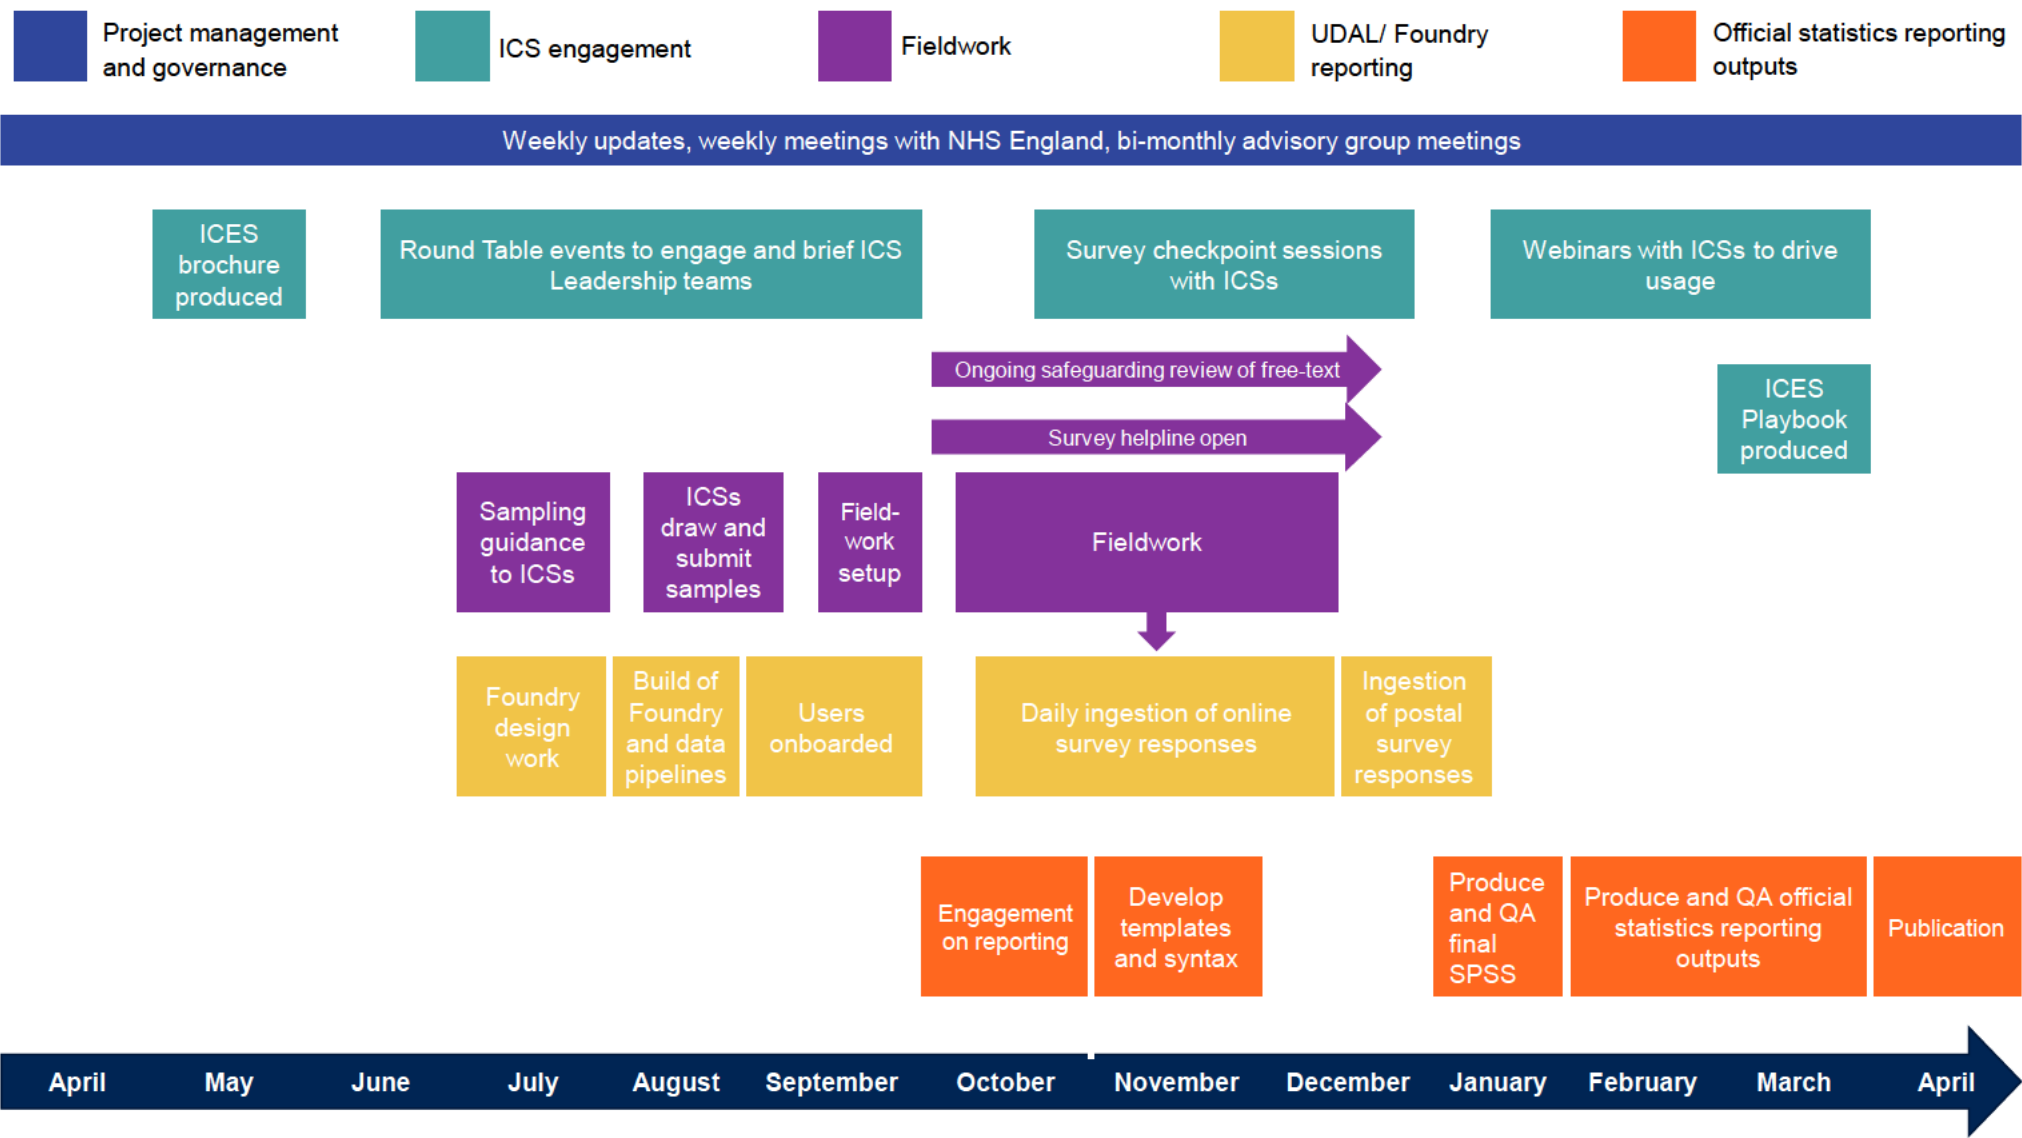 Project management
and governance
ICS engagement
Fieldwork
UDAL/ Foundry
reporting
Official statistics reporting
outputs
Weekly updates, weekly meetings with NHS England, bi-monthly advisory group meetings
ICES
brochure
produced
Round Table events to engage and brief ICS
Leadership teams
Survey checkpoint sessions
with ICSs
Webinars with ICSs to drive
usage
Ongoing safeguarding review of free-text
Survey helpline open
ICES
Playbook
produced
Sampling
guidance
to ICSs
ICSs
draw and
submit
samples
Field-
work
setup
Fieldwork
Foundry
design
work
Build of
Foundry
and data
pipelines
Users
onboarded
Daily ingestion of online
survey responses
Ingestion
of postal
survey
responses
Engagement
on reporting
Develop
templates
and syntax
Produce
and QA
final
SPSS
Produce and QA official
statistics reporting
outputs
Publication
April May June July August September October November December January February March April